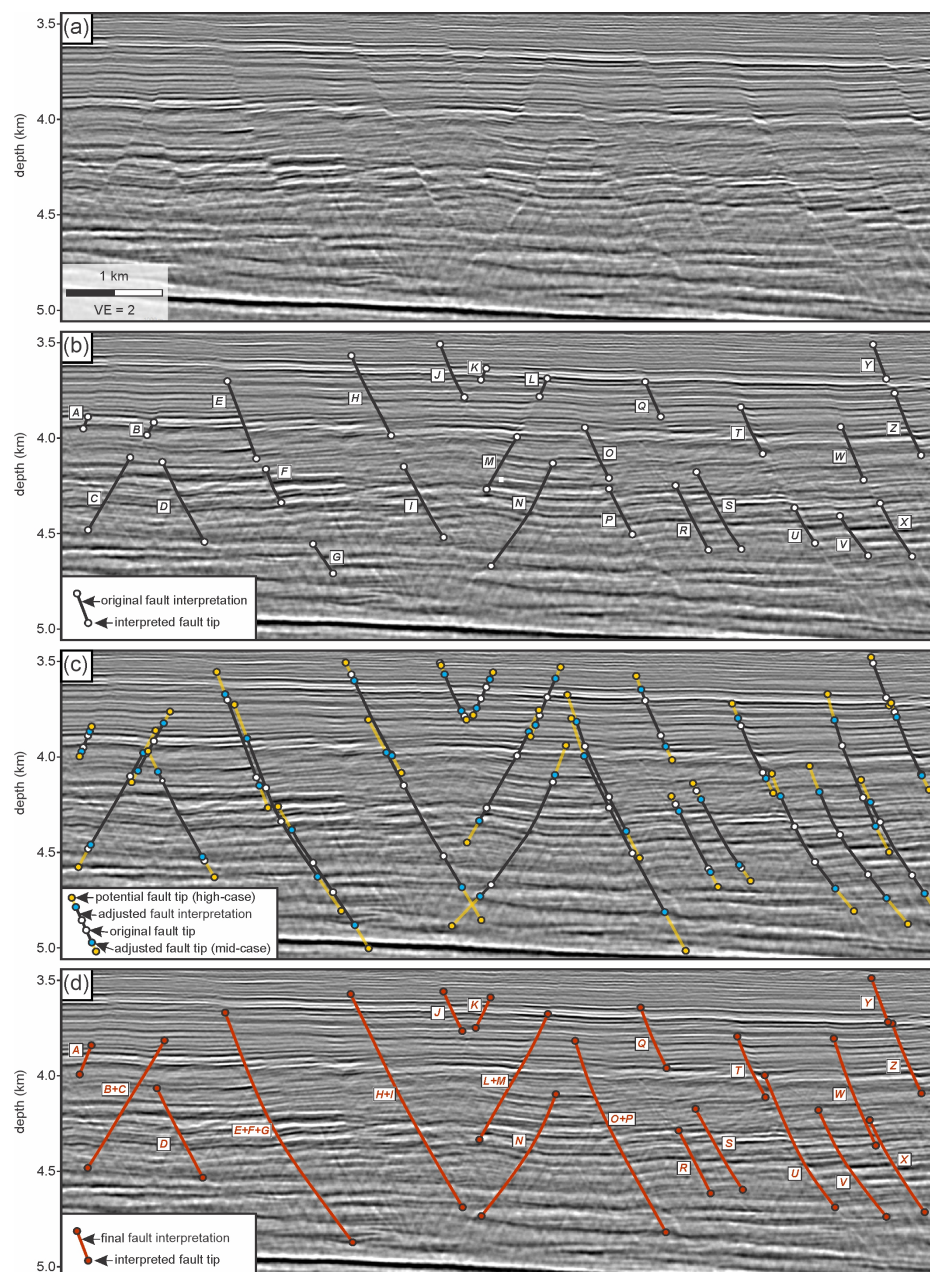 (a)
3.5
4.0
4.5
5.0
depth (km)
1 km
VE = 2
(b)
3.5
4.0
4.5
5.0
depth (km)
A
B
C
D
E
F
G
H
I
J
K
L
M
N
O
P
Q
R
S
T
U
V
W
X
Y
Z
original fault interpretation
interpreted fault tip
(c)
3.5
4.0
4.5
5.0
depth (km)
potential fault tip (high-case)
adjusted fault interpretation
original fault tip
adjusted fault tip (mid-case)
(d)
3.5
4.0
4.5
5.0
depth (km)
A
B+C
D
E+F+G
H+I
J
K
L+M
N
O+P
Q
R
S
T
U
V
W
X
Y
Z
final fault interpretation
interpreted fault tip